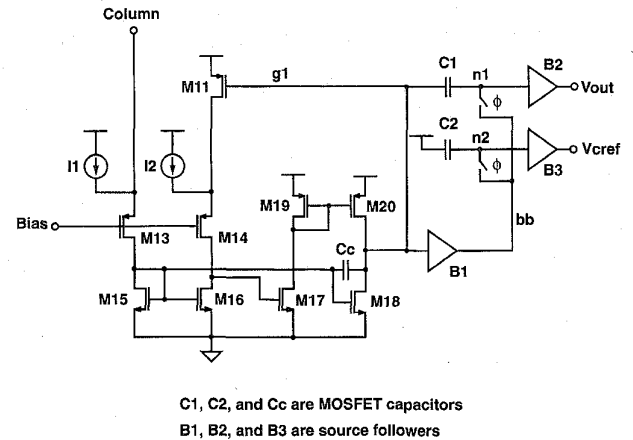 Column
C1
n1
B2
M11
g1
ϕ
Vout
C2
n2
Vcref
I1
I2
ϕ
B3
M19
M20
Bias
bb
M13
M14
Cc
B1
M15
M16
M17
M18
C1, C2, and Cc are MOSFET capacitors
B1, B2, and B3 are source followers